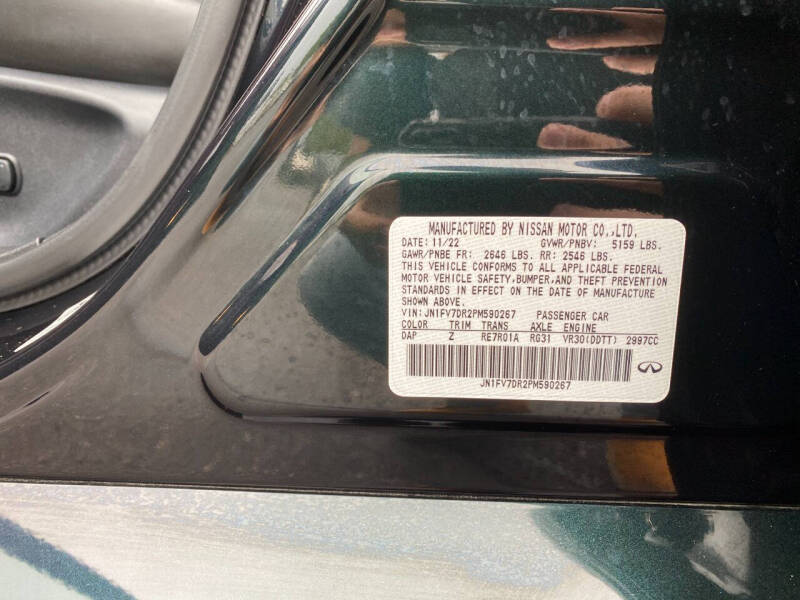 MANUFACTURED BY NISSAN MOTOR CO.,LTD.
DATE: 11/22 GVWR/PNBV: 5159 LBS.
GAWR/PNBE FR: 2646 LBS. RR: 2546 LBS.
THIS VEHICLE CONFORMS TO ALL APPLICABLE FEDERAL
MOTOR VEHICLE SAFETY,BUMPER,AND THEFT PREVENTION
STANDARDS IN EFFECT ON THE DATE OF MANUFACTURE
SHOWN ABOVE.
VIN: JN1FV7DR2PM590267 PASSENGER CAR
COLOR TRIM TRANS AXLE ENGINE
DAP Z RE7R01A RG31 VR30(DDTT) 2997CC
JN1FV7DR2PM590267